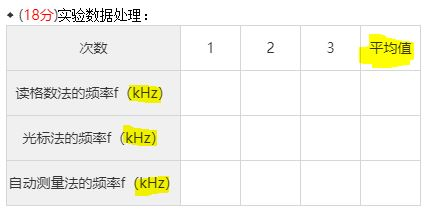 ◆ (18分)实验数据处理：
次数 1 2 3 平均值
读格数法的频率f（kHz）
光标法的频率f（kHz）
自动测量法的频率f（kHz）